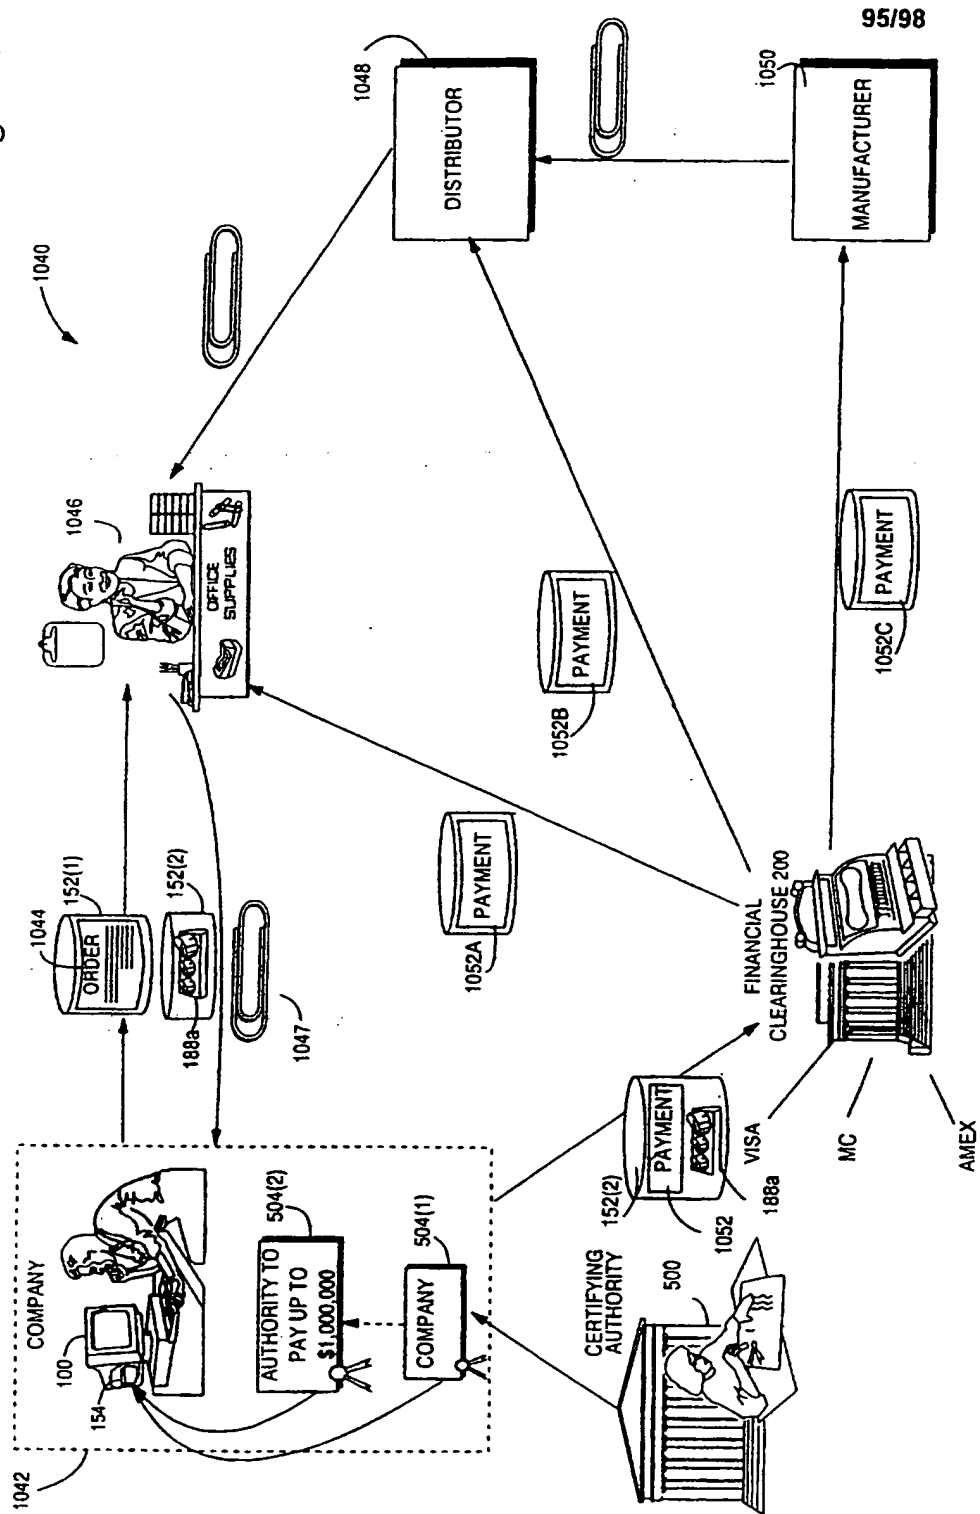 95/98
1040
COMPANY
100
154
1042
AUTHORITY TO
PAY UP TO
$1,000,000
504(2)
COMPANY
504(1)
1044
152(1)
ORDER
152(2)
188a
1047
1046
OFFICE
SUPPLIES
1048
DISTRIBUTOR
1050
MANUFACTURER
CERTIFYING
AUTHORITY
500
152(2)
PAYMENT
1052
188a
VISA
MC
AMEX
FINANCIAL
CLEARINGHOUSE 200
PAYMENT
1052A
PAYMENT
1052B
PAYMENT
1052C